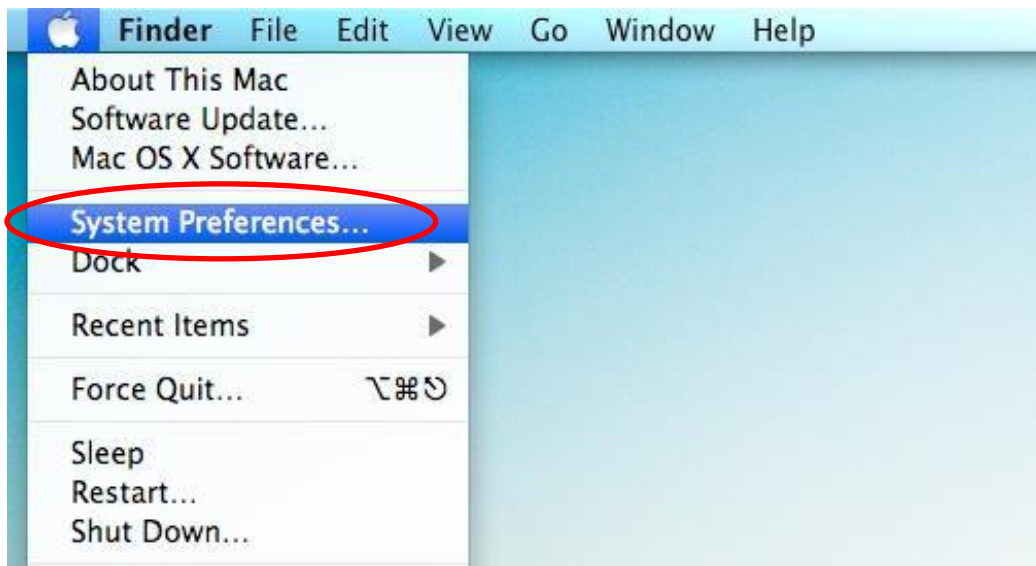 Finder File Edit View Go Window Help
About This Mac
Software Update...
Mac OS X Software...
System Preferences...
Dock ▶
Recent Items ▶
Force Quit... ⌥⌘⎋
Sleep
Restart...
Shut Down...